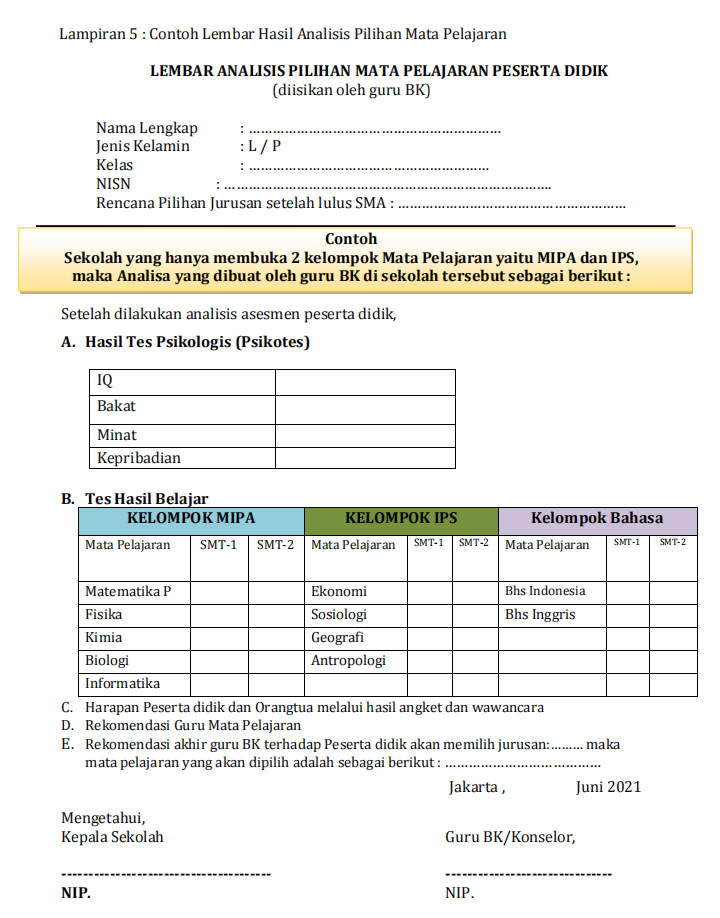 Lampiran 5 : Contoh Lembar Hasil Analisis Pilihan Mata Pelajaran
LEMBAR ANALISIS PILIHAN MATA PELAJARAN PESERTA DIDIK
(diisikan oleh guru BK)
Nama Lengkap : ……………………………………………………….
Jenis Kelamin : L / P
Kelas : …………………………………………………….
NISN : ……………………………………………………………………….
Rencana Pilihan Jurusan setelah lulus SMA : …………………………………………………
Contoh
Sekolah yang hanya membuka 2 kelompok Mata Pelajaran yaitu MIPA dan IPS,
maka Analisa yang dibuat oleh guru BK di sekolah tersebut sebagai berikut :
Setelah dilakukan analisis asesmen peserta didik,
A. Hasil Tes Psikologis (Psikotes)
IQ
Bakat
Minat
Kepribadian
B. Tes Hasil Belajar
KELOMPOK MIPA KELOMPOK IPS Kelompok Bahasa
Mata Pelajaran SMT-1 SMT-2 Mata Pelajaran SMT-1 SMT-2 Mata Pelajaran SMT-1 SMT-2
Matematika P Ekonomi Bhs Indonesia
Fisika Sosiologi Bhs Inggris
Kimia Geografi
Biologi Antropologi
Informatika
C. Harapan Peserta didik dan Orangtua melalui hasil angket dan wawancara
D. Rekomendasi Guru Mata Pelajaran
E. Rekomendasi akhir guru BK terhadap Peserta didik akan memilih jurusan:……… maka
mata pelajaran yang akan dipilih adalah sebagai berikut : …………………………………
Jakarta , Juni 2021
Mengetahui,
Kepala Sekolah Guru BK/Konselor,
--------------------------------------- -------------------------------
NIP. NIP.